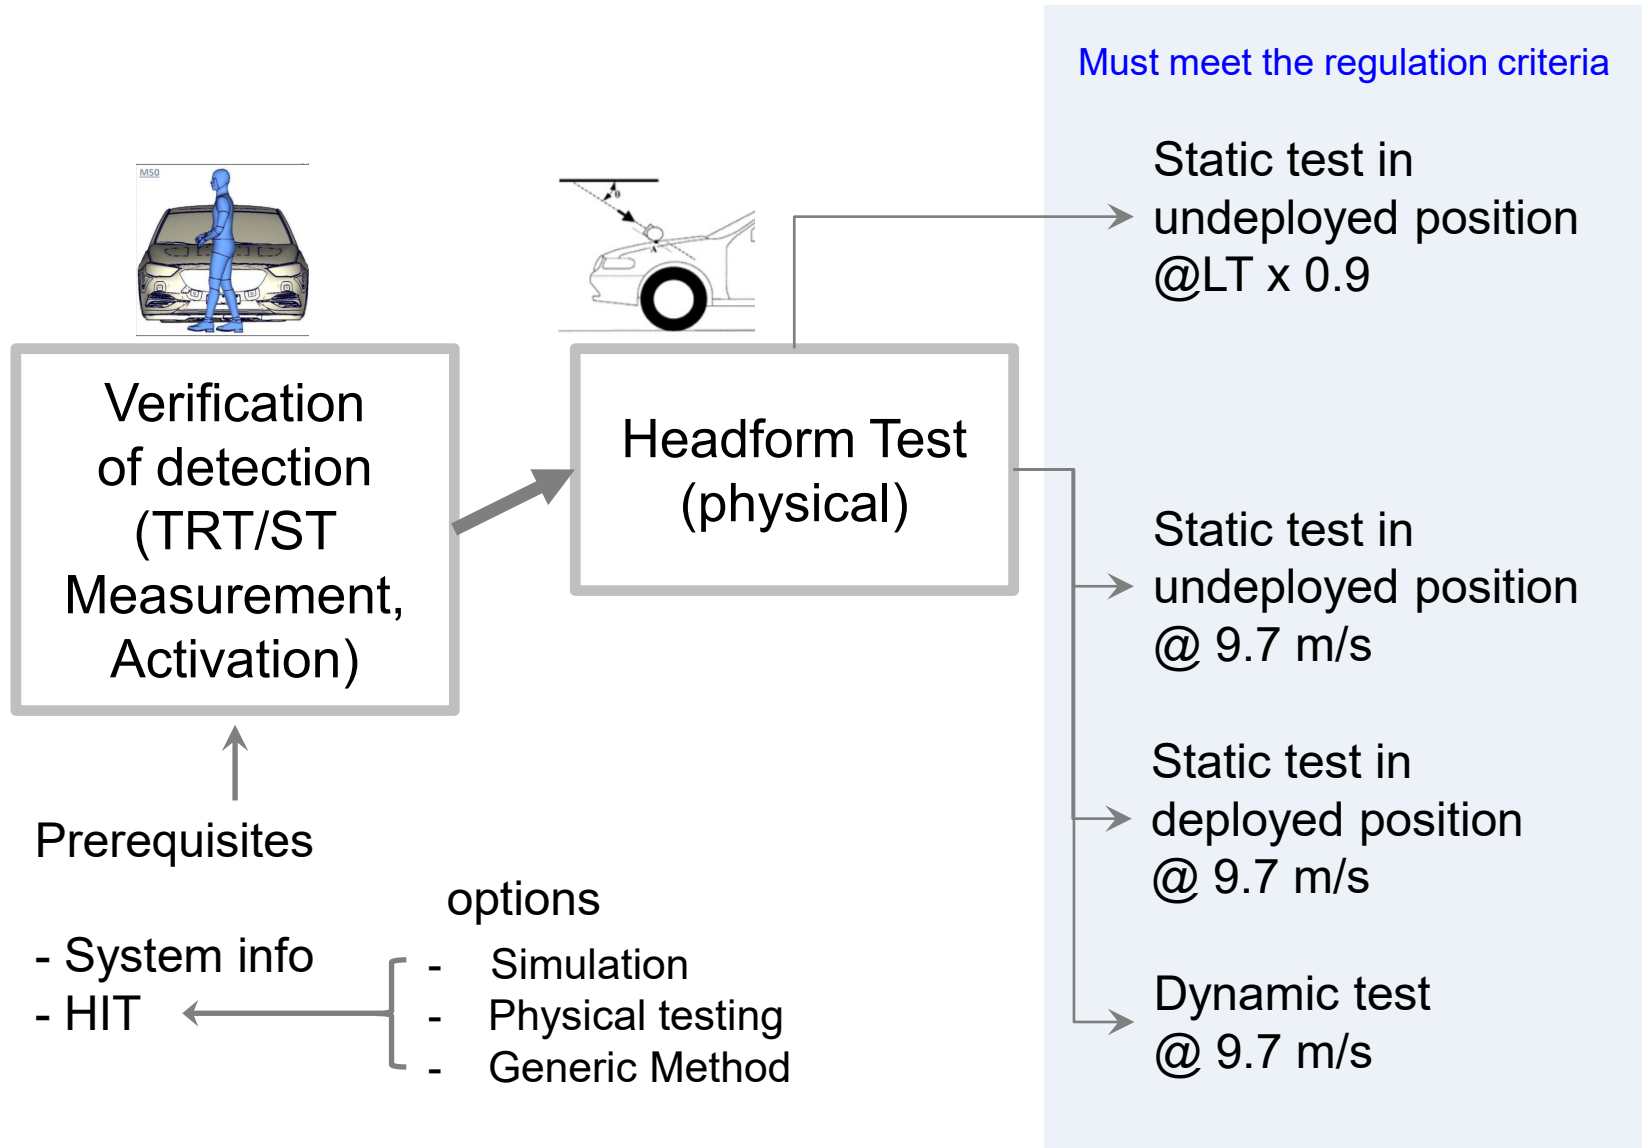 Must meet the regulation criteria
Static test in
undeployed position
@LT x 0.9
M50
θ
A
Verification
of detection
(TRT/ST
Measurement,
Activation)
Headform Test
(physical)
Static test in
undeployed position
@ 9.7 m/s
Static test in
deployed position
@ 9.7 m/s
Dynamic test
@ 9.7 m/s
Prerequisites
- System info
- HIT
options
- Simulation
- Physical testing
- Generic Method